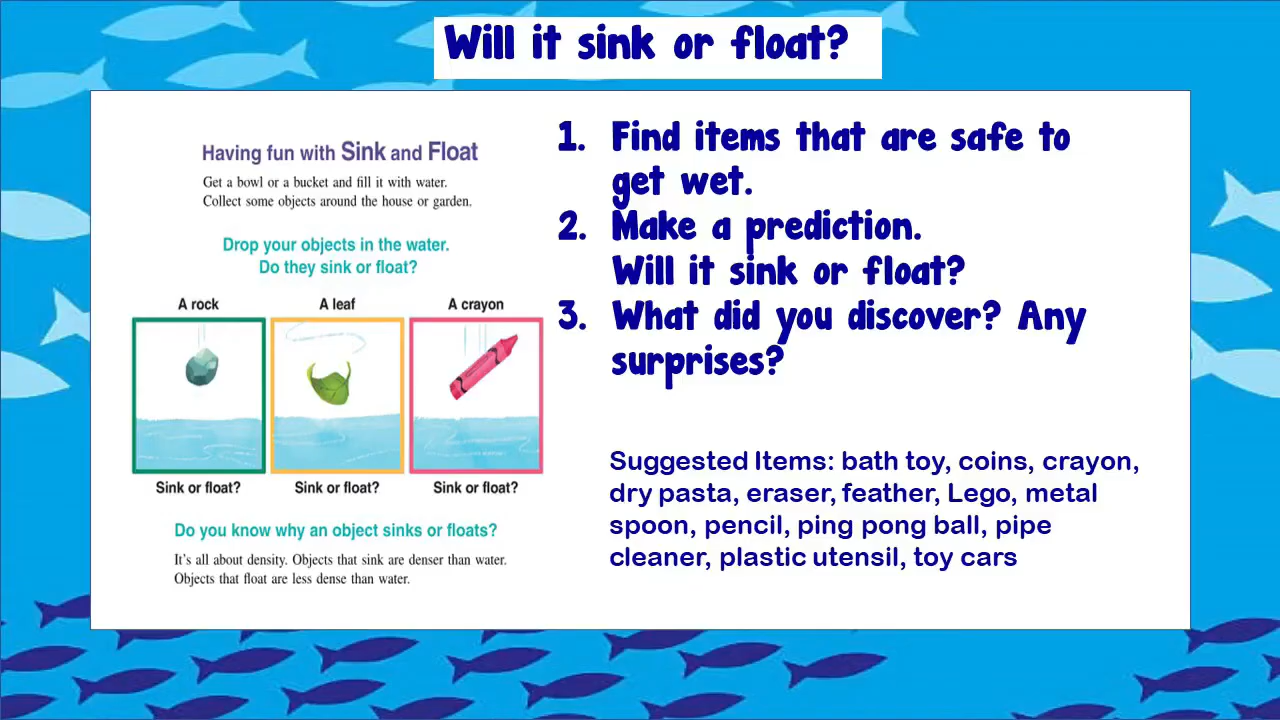 Will it sink or float?
Having fun with Sink and Float
Get a bowl or a bucket and fill it with water.
Collect some objects around the house or garden.
Drop your objects in the water.
Do they sink or float?
A rock
A leaf
A crayon
Sink or float?
Sink or float?
Sink or float?
Do you know why an object sinks or floats?
It's all about density. Objects that sink are denser than water.
Objects that float are less dense than water.
1. Find items that are safe to
get wet.
2. Make a prediction.
Will it sink or float?
3. What did you discover? Any
surprises?
Suggested Items: bath toy, coins, crayon,
dry pasta, eraser, feather, Lego, metal
spoon, pencil, ping pong ball, pipe
cleaner, plastic utensil, toy cars